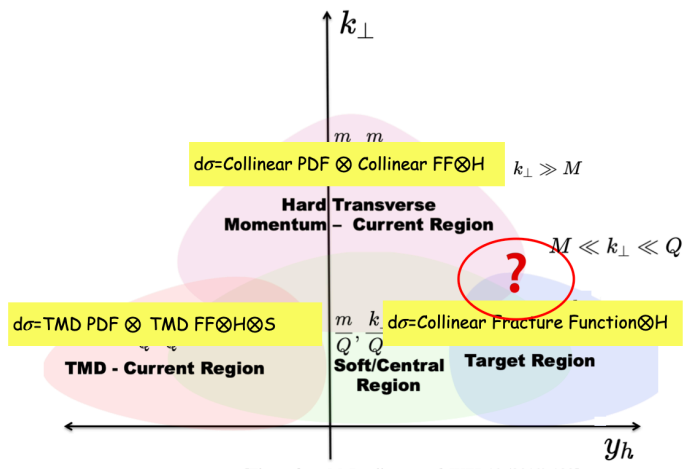 k⊥
m m
dσ=Collinear PDF ⊗ Collinear FF⊗H
k⊥ ≫ M
Hard Transverse
Momentum – Current Region
M ≪ k⊥ ≪ Q
?
dσ=TMD PDF ⊗ TMD FF⊗H⊗S
m/Q, k/Q
dσ=Collinear Fracture Function⊗H
TMD - Current Region
Soft/Central
Region
Target Region
y_h